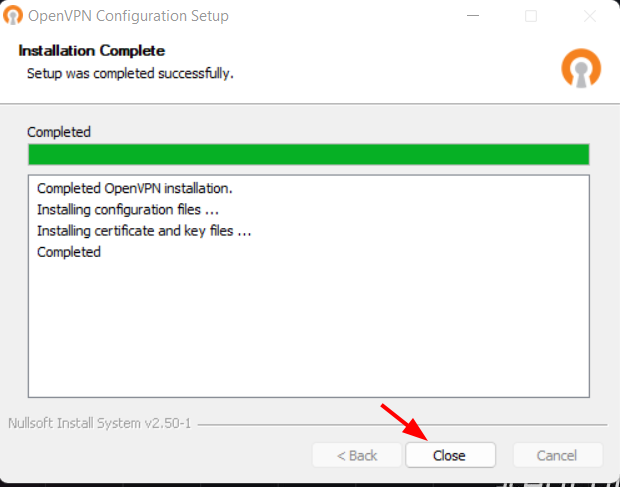 OpenVPN Configuration Setup
Installation Complete
Setup was completed successfully.
Completed
Completed OpenVPN installation.
Installing configuration files ...
Installing certificate and key files ...
Completed
Nullsoft Install System v2.50-1
< Back
Close
Cancel